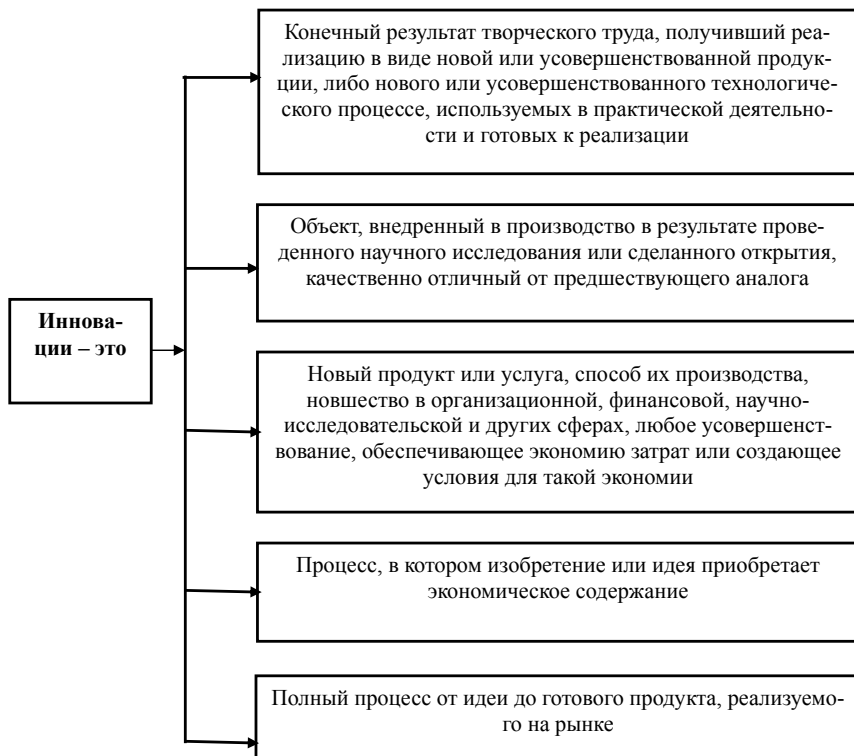 Конечный результат творческого труда, получивший реа-
лизацию в виде новой или усовершенствованной продук-
ции, либо нового или усовершенствованного технологиче-
ского процессе, используемых в практической деятельно-
сти и готовых к реализации
Объект, внедренный в производство в результате прове-
денного научного исследования или сделанного открытия,
качественно отличный от предшествующего аналога
Иннова-
ции – это
Новый продукт или услуга, способ их производства,
новшество в организационной, финансовой, научно-
исследовательской и других сферах, любое усовершенст-
вование, обеспечивающее экономию затрат или создающее
условия для такой экономии
Процесс, в котором изобретение или идея приобретает
экономическое содержание
Полный процесс от идеи до готового продукта, реализуемо-
го на рынке